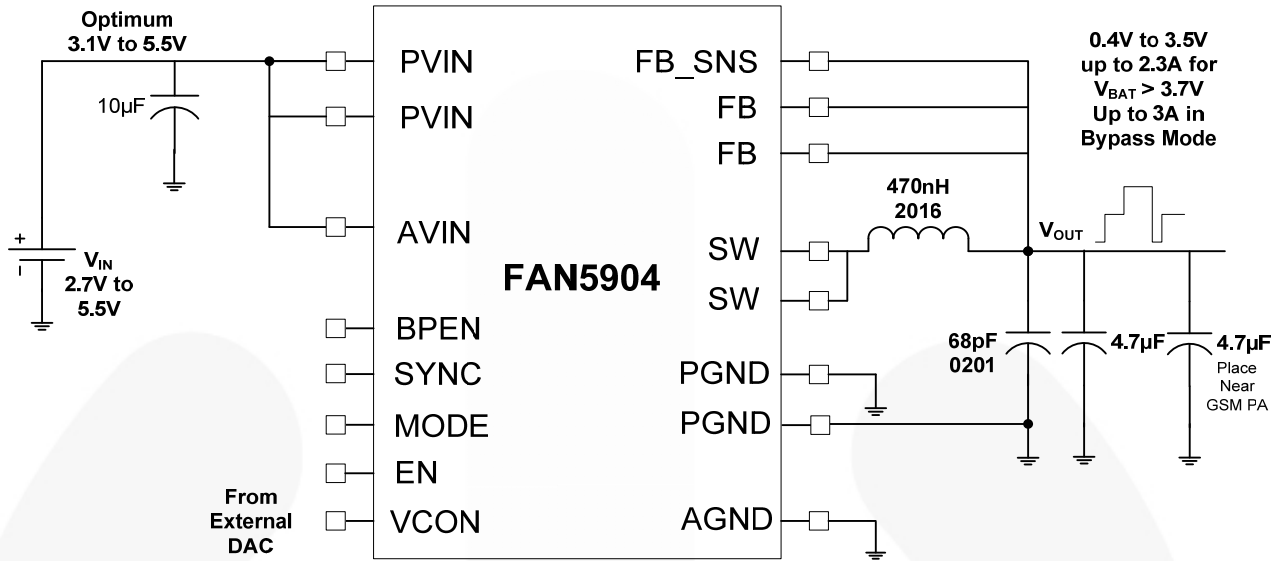 Optimum
3.1V to 5.5V
10µF
+
–
VIN
2.7V to
5.5V
From
External
DAC
PVIN
PVIN
AVIN
BPEN
SYNC
MODE
EN
VCON
FAN5904
FB_SNS
FB
FB
SW
SW
PGND
PGND
AGND
470nH
2016
VOUT
0.4V to 3.5V
up to 2.3A for
VBAT > 3.7V
Up to 3A in
Bypass Mode
68pF
0201
4.7µF
4.7µF
Place
Near
GSM PA